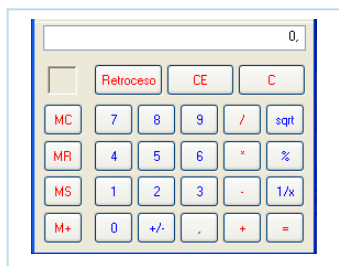 0,
Retroceso CE C
MC 7 8 9 / sqrt
MR 4 5 6 * %
MS 1 2 3 - 1/x
M+ 0 +/- , + =